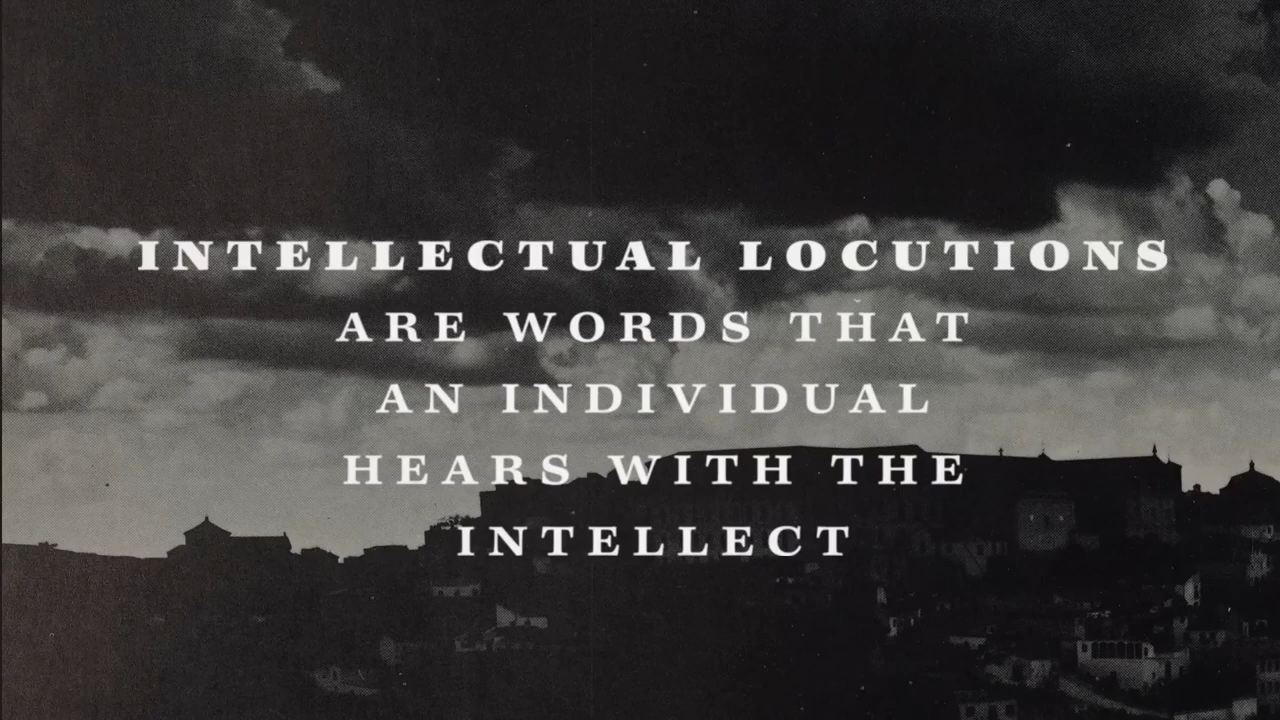 INTELLECTUAL LOCUTIONS
ARE WORDS THAT
AN INDIVIDUAL
HEARS WITH THE
INTELLECT